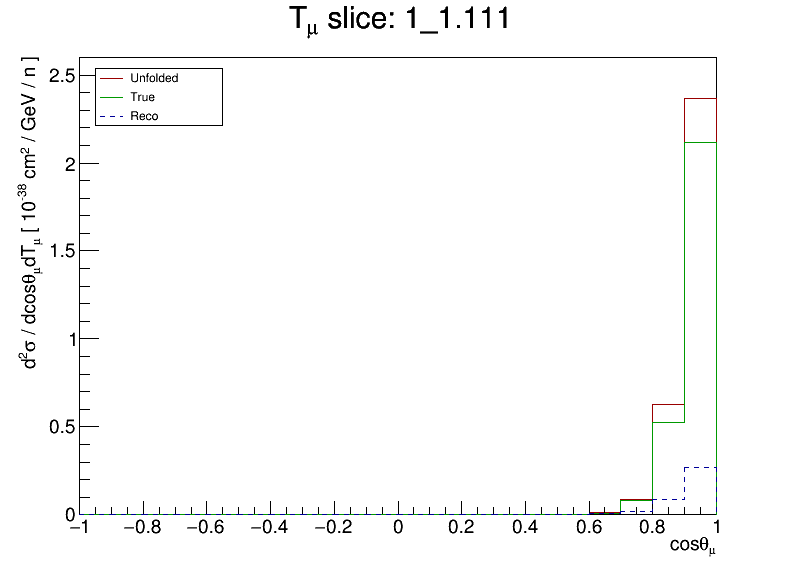 Tμ slice: 1_1.111
d²σ / dcosθμdTμ [ 10⁻³⁸ cm² / GeV / n ]
Unfolded
True
Reco
2.5
2
1.5
1
0.5
0
−1 −0.8 −0.6 −0.4 −0.2 0 0.2 0.4 0.6 0.8 1
cosθμ